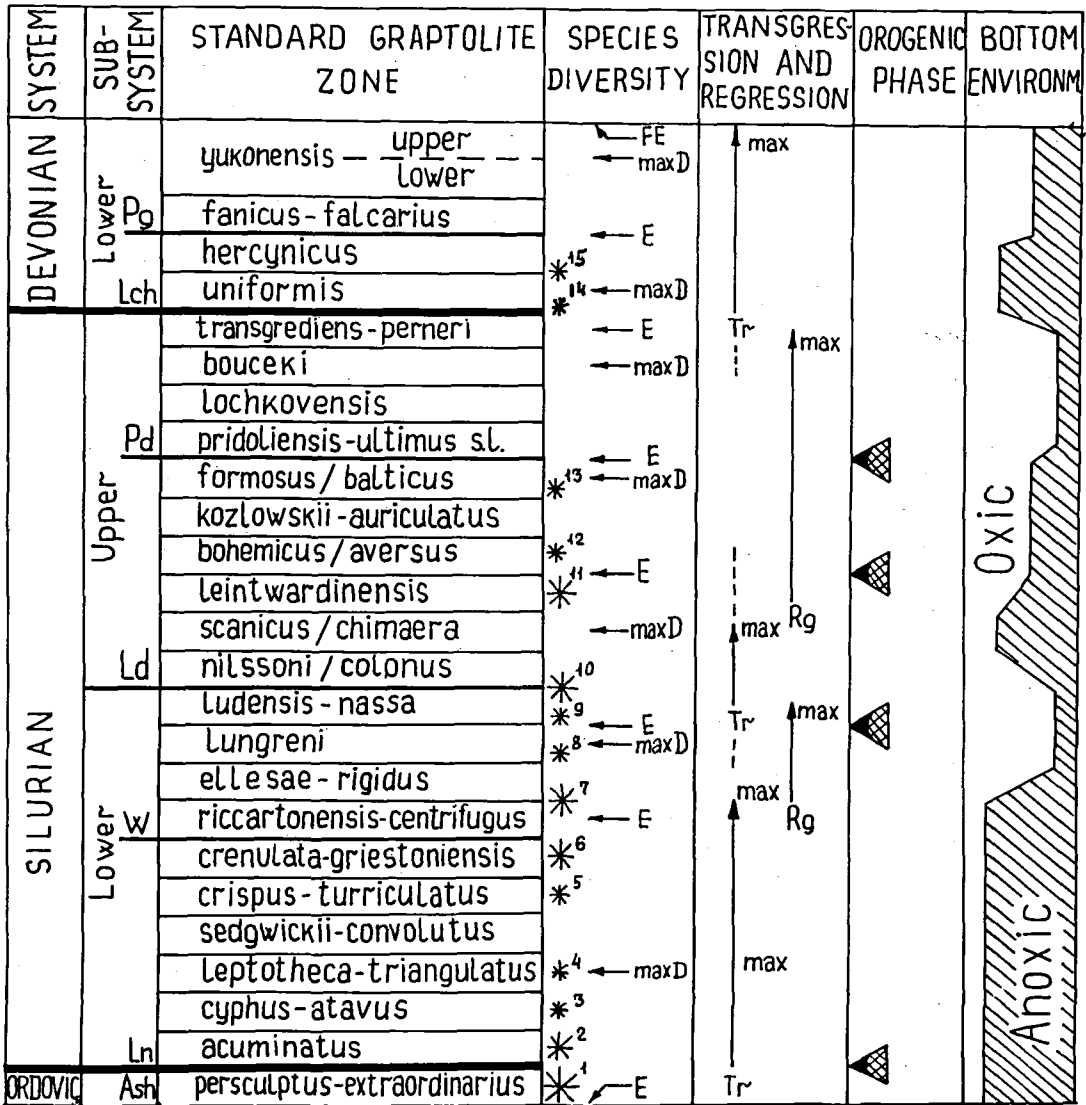 SYSTEM
SUB-
SYSTEM
STANDARD GRAPTOLITE
ZONE
SPECIES
DIVERSITY
TRANSGRES-
SION AND
REGRESSION
OROGENIC
PHASE
BOTTOM
ENVIRONM
DEVONIAN
Lower
Pg
Lch
yukonensis upper
lower
fanicus-falcarius
hercynicus
uniformis
FE
maxD
E
15
14 maxD
max
SILURIAN
Upper
Pd
Ld
transgrediens-perneri
bouceki
lochkovensis
pridoliensis-ultimus s.l.
formosus/balticus
kozlowskii-auriculatus
bohemicus/aversus
leintwardinensis
scanicus/chimaera
nilssoni/colonus
E
maxD
E
13 maxD
12
11 E
maxD
10
Tr
max
max
Rg
Oxic
Lower
W
Ln
ludensis-nassa
lungreni
ellesae-rigidus
riccartonensis-centrifugus
crenulata-griestoniensis
crispus-turriculatus
sedgwickii-convolutus
leptotheca-triangulatus
cyphus-atavus
acuminatus
9
E
8 maxD
7
E
6
5
4 maxD
3
2
Tr
max
max
Rg
max
Anoxic
ORDOVIC
Ash
persculptus-extraordinarius
1 E
Tr